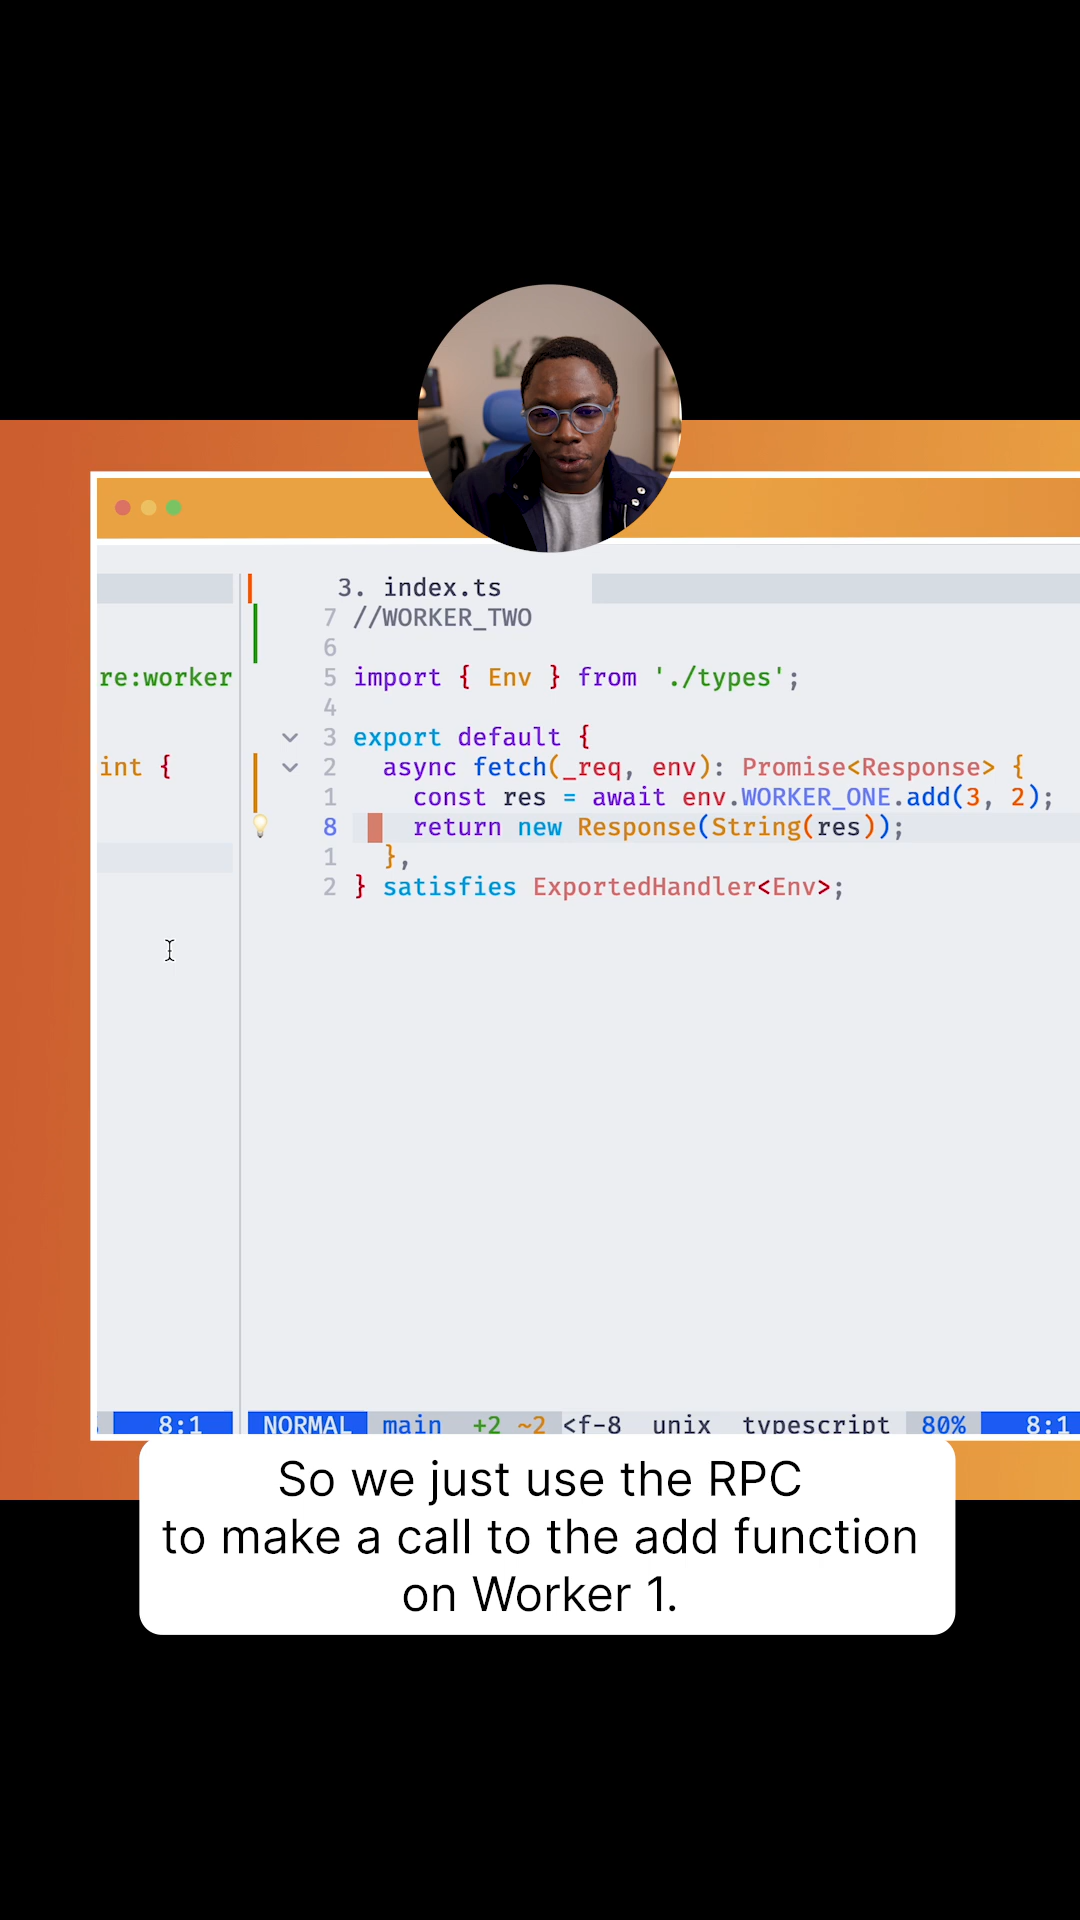 3. index.ts
7 //WORKER_TWO
6
re:worker
5 import { Env } from './types';
4
3 export default {
int {
2 async fetch(_req, env): Promise<Response> {
1 const res = await env.WORKER_ONE.add(3, 2);
8 return new Response(String(res));
1 },
2 } satisfies ExportedHandler<Env>;
8:1
NORMAL main +2 ~2 <f-8 unix typescript 80% 8:1
So we just use the RPC
to make a call to the add function
on Worker 1.